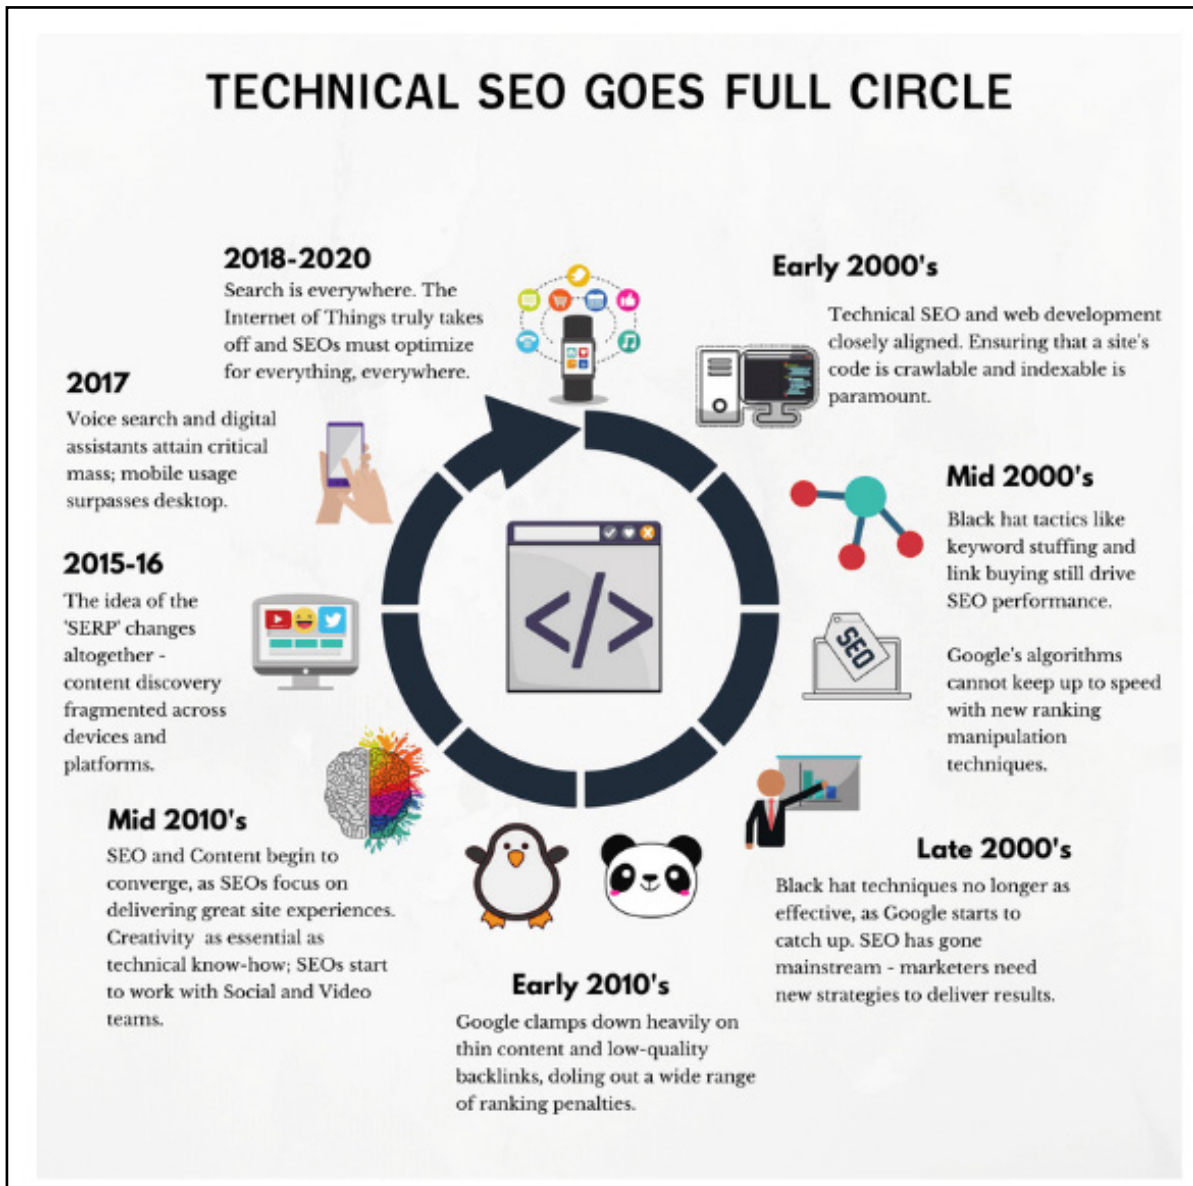 TECHNICAL SEO GOES FULL CIRCLE
Early 2000's
Technical SEO and web development
closely aligned. Ensuring that a site's
code is crawlable and indexable is
paramount.
Mid 2000's
Black hat tactics like
keyword stuffing and
link buying still drive
SEO performance.
Google's algorithms
cannot keep up to speed
with new ranking
manipulation
techniques.
SEO
Late 2000's
Black hat techniques no longer as
effective, as Google starts to
catch up. SEO has gone
mainstream - marketers need
new strategies to deliver results.
Early 2010's
Google clamps down heavily on
thin content and low-quality
backlinks, doling out a wide range
of ranking penalties.
Mid 2010's
SEO and Content begin to
converge, as SEOs focus on
delivering great site experiences.
Creativity as essential as
technical know-how; SEOs start
to work with Social and Video
teams.
2015-16
The idea of the
'SERP' changes
altogether -
content discovery
fragmented across
devices and
platforms.
2017
Voice search and digital
assistants attain critical
mass; mobile usage
surpasses desktop.
2018-2020
Search is everywhere. The
Internet of Things truly takes
off and SEOs must optimize
for everything, everywhere.
</>